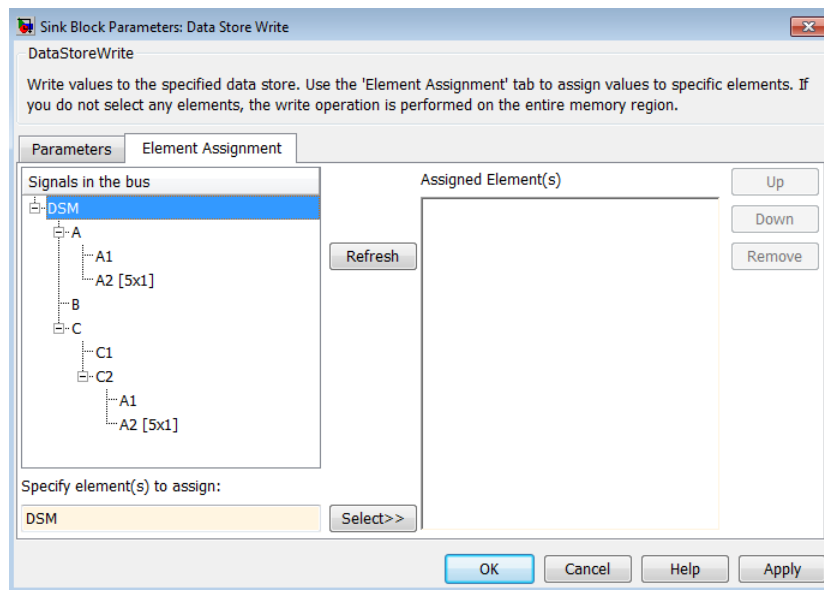 Sink Block Parameters: Data Store Write
DataStoreWrite
Write values to the specified data store. Use the 'Element Assignment' tab to assign values to specific elements. If
you do not select any elements, the write operation is performed on the entire memory region.
Parameters
Element Assignment
Signals in the bus
DSM
A
A1
A2 [5x1]
B
C
C1
C2
A1
A2 [5x1]
Specify element(s) to assign:
DSM
Refresh
Select>>
Assigned Element(s)
Up
Down
Remove
OK
Cancel
Help
Apply